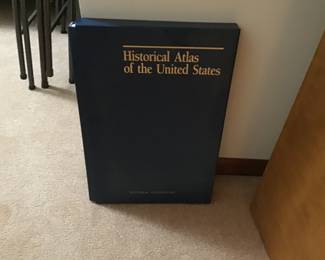 Historical Atlas
of the United States